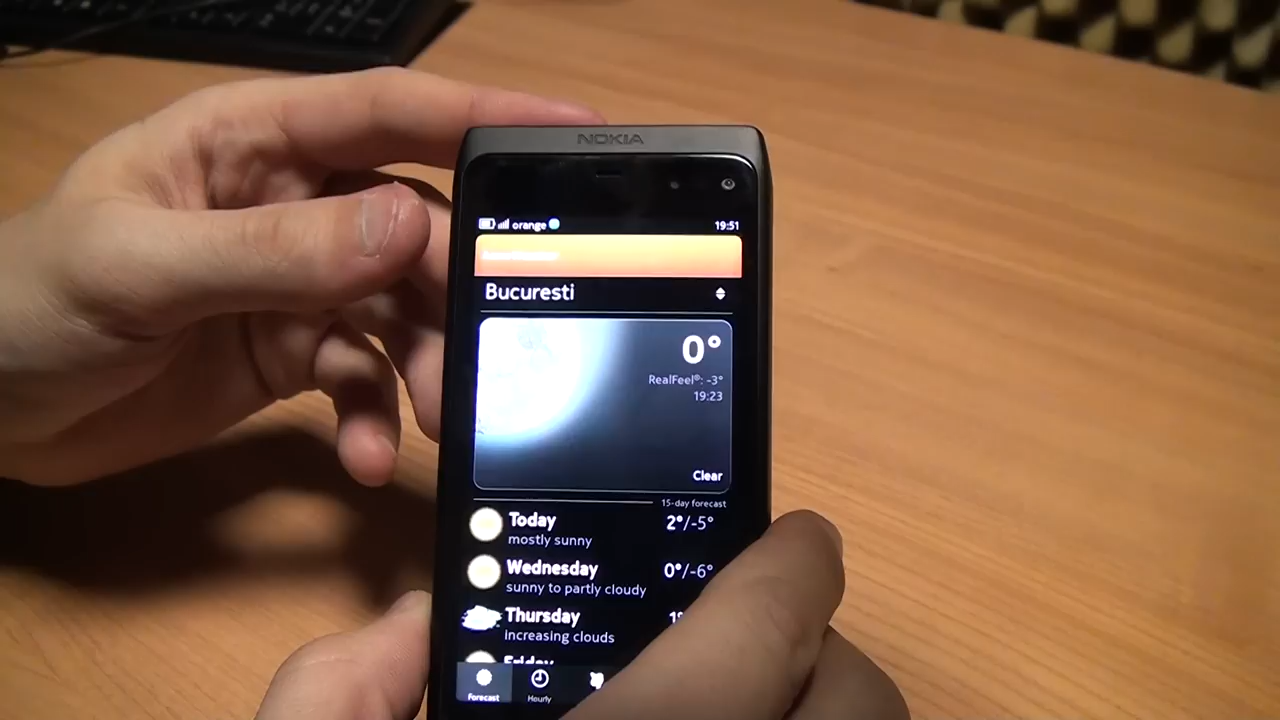 NOKIA
orange 19:51
Bucuresti
0°
RealFeel®: -3°
19:23
Clear
15-day forecast
Today 2°/-5°
mostly sunny
Wednesday 0°/-6°
sunny to partly cloudy
Thursday
increasing clouds
Friday
Forecast Hourly